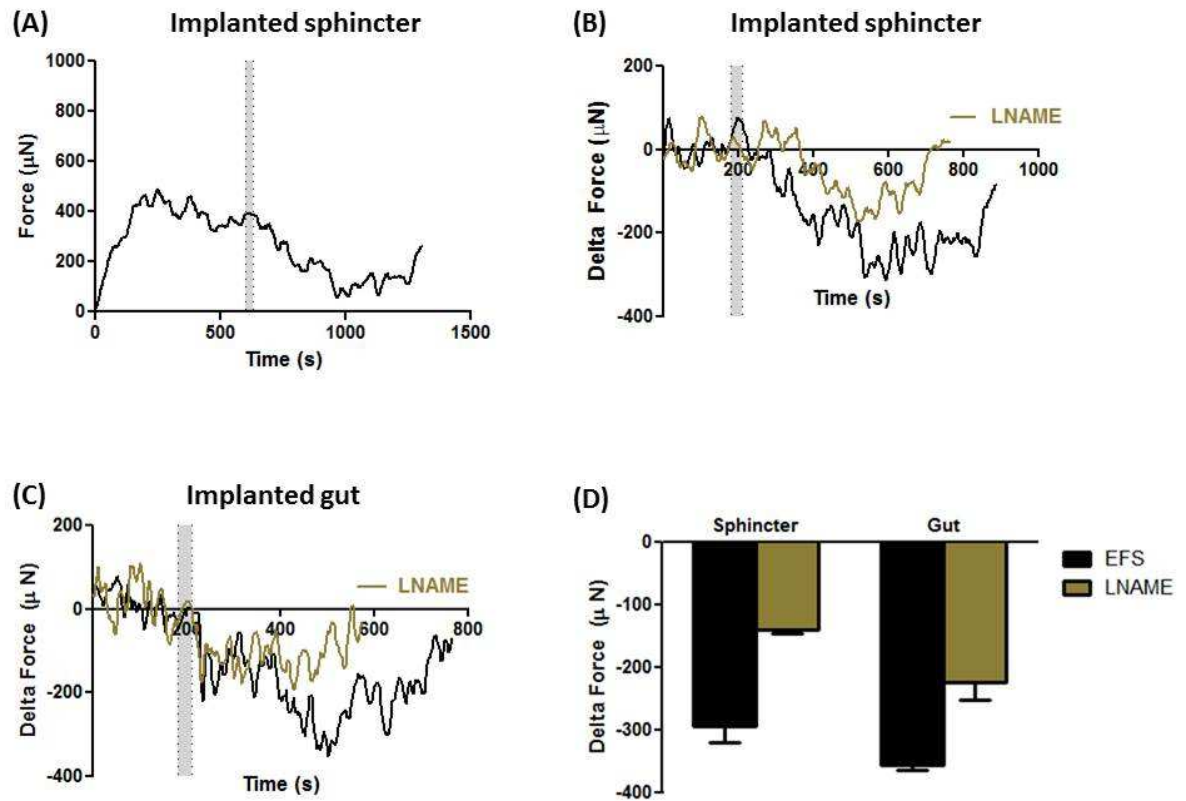 (A) Implanted sphincter
1000
800
600
400
200
0
Force (μN)
0 500 1000 1500
Time (s)
(B) Implanted sphincter
200
0
-200
-400
Delta Force (μN)
LNAME
200 400 600 800 1000
Time (s)
(C) Implanted gut
200
0
-200
-400
Delta Force (μ N)
LNAME
200 400 600 800
Time (s)
(D)
Sphincter Gut
0
-100
-200
-300
-400
Delta Force (μ N)
EFS
LNAME